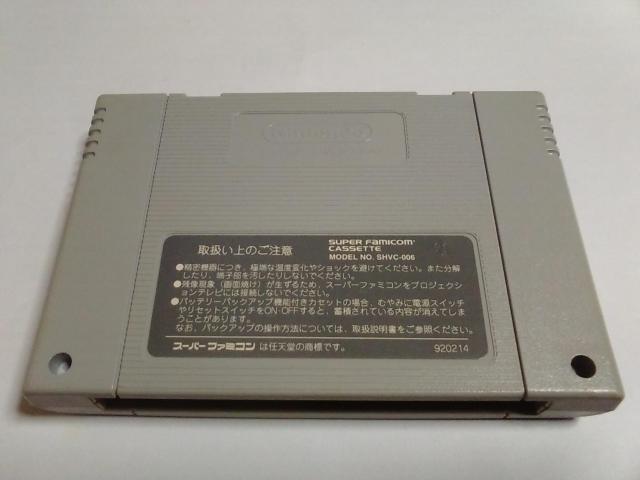 Nintendo
取扱い上のご注意
SUPER FAMICOM
CASSETTE
MODEL NO. SHVC-006
●精密機器につき、極端な温度変化やショックを避けてください。また分解
したり、端子部を汚したりしないでください。
●残像現象（画面焼け）が生ずるため、スーパーファミコンをプロジェクシ
ョンテレビには接続しないでください。
●バッテリーバックアップ機能付きカセットの場合、むやみに電源スイッチ
やリセットスイッチをON・OFFすると、蓄積されている内容が消えてしま
うことがあります。
なお、バックアップの操作方法については、取扱説明書をご参照ください。
スーパーファミコン は任天堂の商標です。
920214